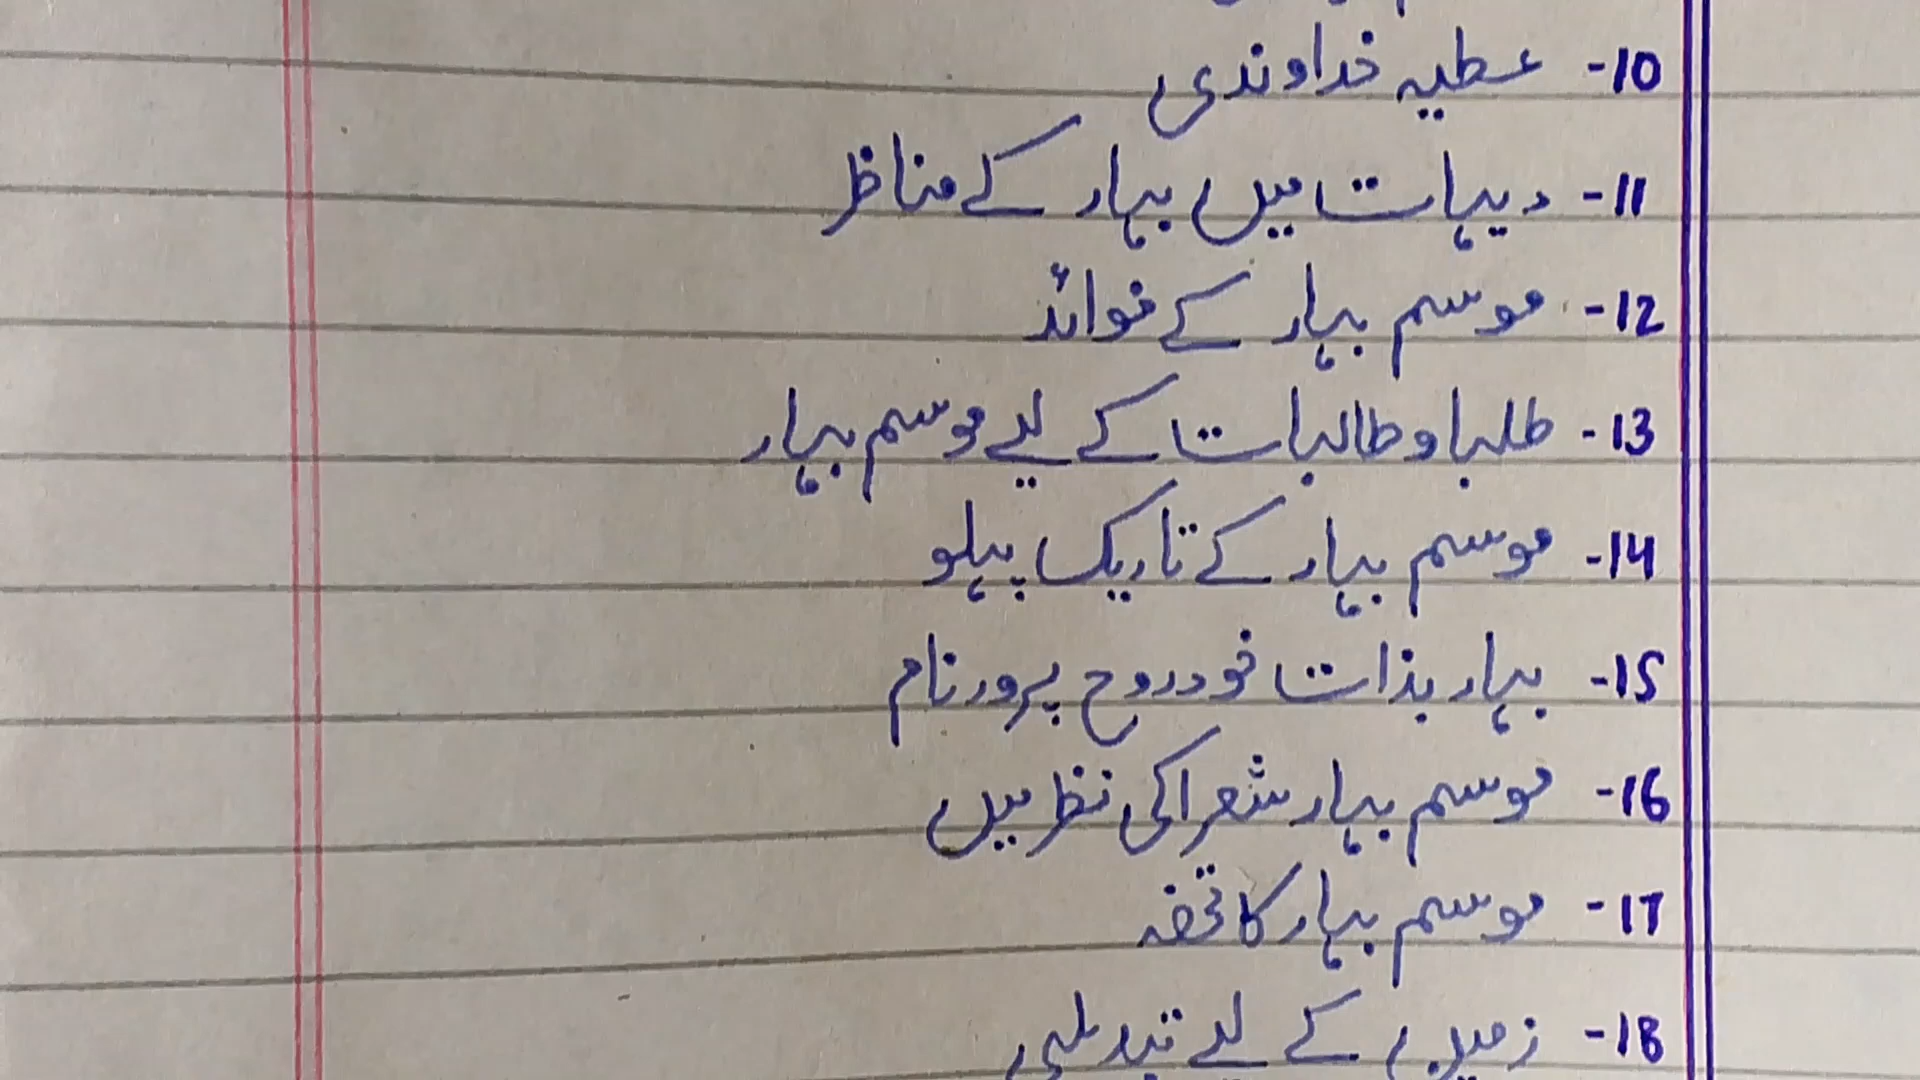 10- عطیہ خداوندی
11- دیہات میں بہار کے مناظر
12- موسم بہار کے فوائد
13- طلبا و طالبات کے لیے موسم بہار
14- موسم بہار کے تاریک پہلو
15- بہار بذات خود روح پرور نام
16- موسم بہار شعرا کی نظر میں
17- موسم بہار کا تحفہ
18- زمین کے لیے تبدیلی